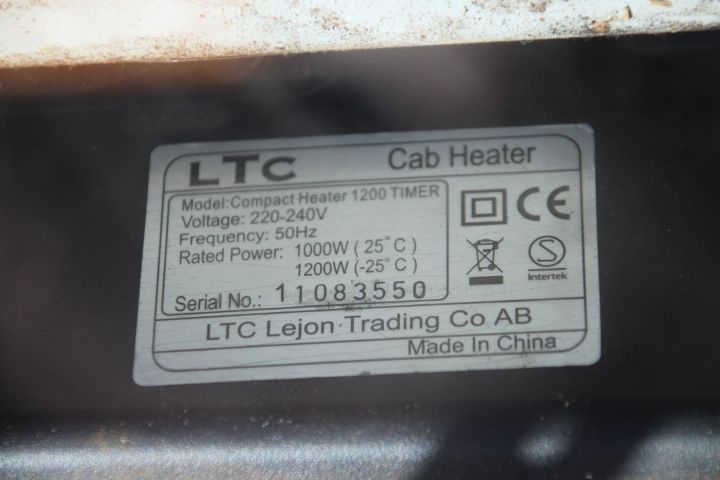 LTC Cab Heater
Model:Compact Heater 1200 TIMER
Voltage: 220-240V
Frequency: 50Hz
Rated Power: 1000W ( 25°C )
1200W (-25°C )
Serial No.: 11083550
CE
S
Intertek
LTC Lejon Trading Co AB
Made In China